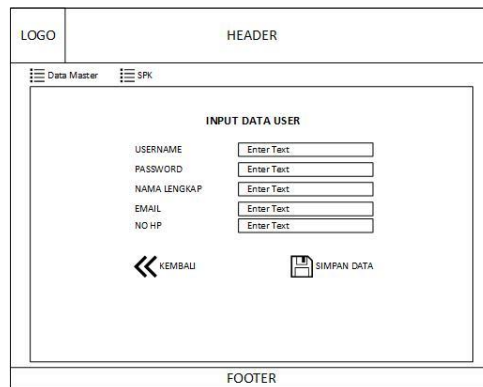 LOGO HEADER
Data Master SPK
INPUT DATA USER
USERNAME Enter Text
PASSWORD Enter Text
NAMA LENGKAP Enter Text
EMAIL Enter Text
NO HP Enter Text
KEMBALI SIMPAN DATA
FOOTER